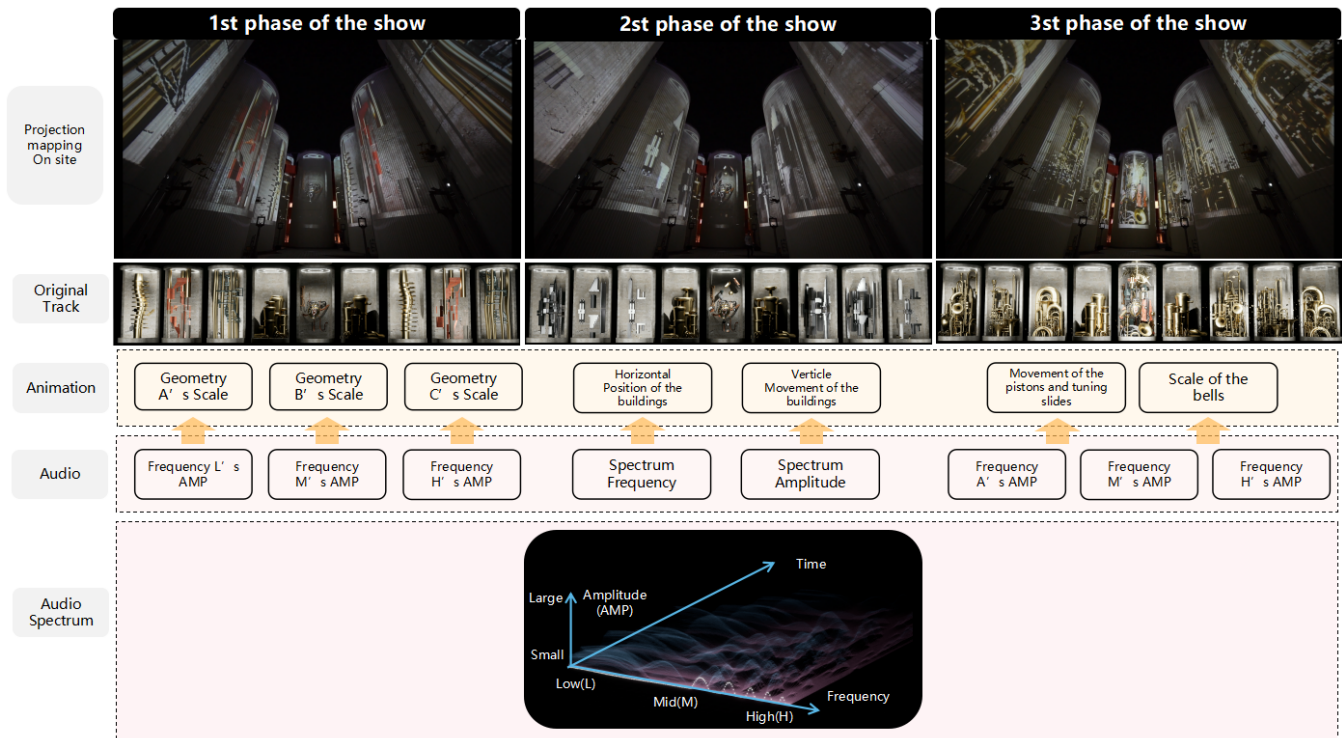 1st phase of the show
2st phase of the show
3st phase of the show
Projection
mapping
On site
Original
Track
Animation
Geometry
A's Scale
Geometry
B's Scale
Geometry
C's Scale
Horizontal
Position of the
buildings
Verticle
Movement of the
buildings
Movement of the
pistons and tuning
slides
Scale of the
bells
Audio
Frequency L's
AMP
Frequency
M's AMP
Frequency
H's AMP
Spectrum
Frequency
Spectrum
Amplitude
Frequency
A's AMP
Frequency
M's AMP
Frequency
H's AMP
Audio
Spectrum
Time
Large
Amplitude
(AMP)
Small
Low(L)
Mid(M)
High(H)
Frequency